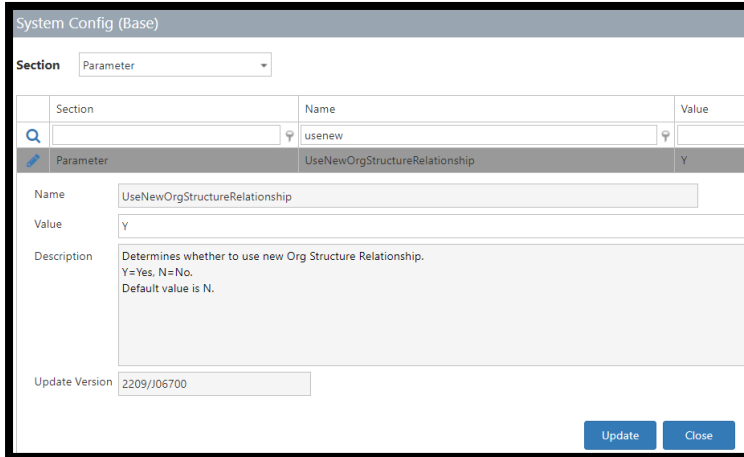 System Config (Base)
Section Parameter
Section Name Value
usenew
Parameter UseNewOrgStructureRelationship Y
Name UseNewOrgStructureRelationship
Value Y
Description Determines whether to use new Org Structure Relationship.
Y=Yes, N=No.
Default value is N.
Update Version 2209/J06700
Update Close